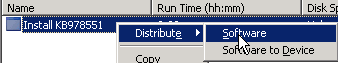 Name Run Time (hh:mm) Disk Sp
Install KB978551
Distribute Software
Software to Device
Copy